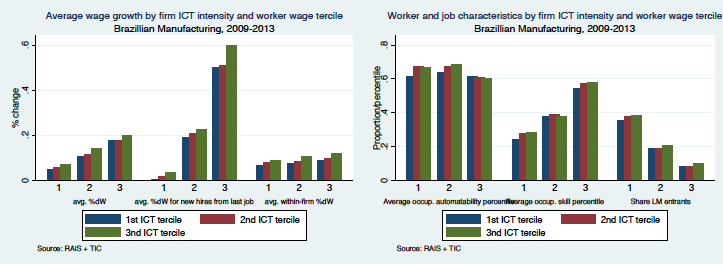 Average wage growth by firm ICT intensity and worker wage tercile
Brazillian Manufacturing, 2009-2013
% change
.6
.4
.2
0
1 2 3 1 2 3 1 2 3
avg. %dW avg. %dW for new hires from last job avg. within-firm %dW
1st ICT tercile 2nd ICT tercile
3nd ICT tercile
Source: RAIS + TIC
Worker and job characteristics by firm ICT intensity and worker wage tercile
Brazillian Manufacturing, 2009-2013
Proportion/percentile
.8
.6
.4
.2
0
1 2 3 1 2 3 1 2 3
Average occup. automatability percentile Average occup. skill percentile Share LM entrants
1st ICT tercile 2nd ICT tercile
3nd ICT tercile
Source: RAIS + TIC